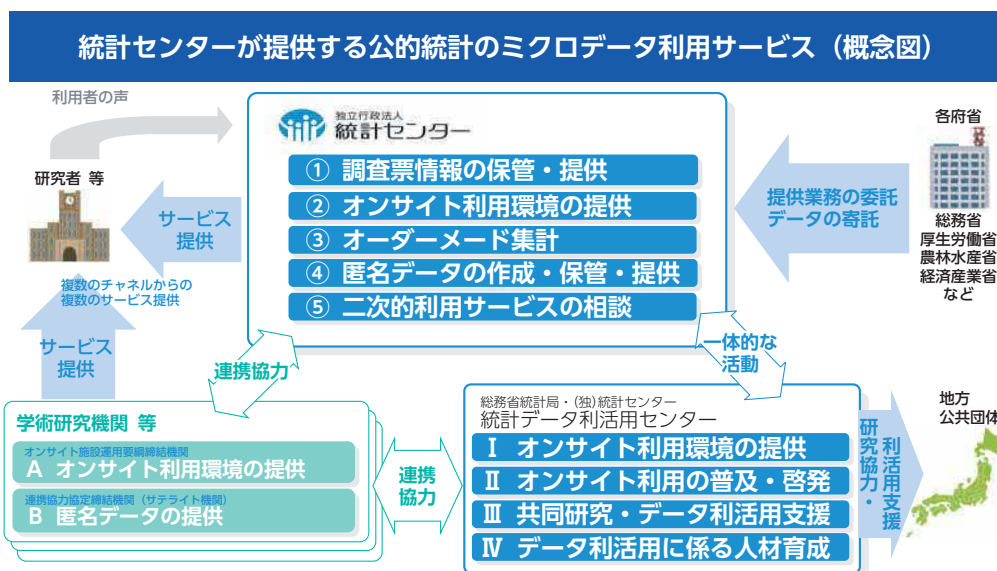 統計センターが提供する公的統計のミクロデータ利用サービス（概念図）
利用者の声
研究者 等
独立行政法人
統計センター
① 調査票情報の保管・提供
② オンサイト利用環境の提供
③ オーダーメード集計
④ 匿名データの作成・保管・提供
⑤ 二次的利用サービスの相談
各府省
提供業務の委託
データの寄託
総務省
厚生労働省
農林水産省
経済産業省
など
サービス
提供
複数のチャネルからの
複数のサービス提供
サービス
提供
連携協力
一体的な
活動
学術研究機関 等
オンサイト施設運用要綱締結機関
A オンサイト利用環境の提供
連携協力協定締結機関（サテライト機関）
B 匿名データの提供
連携
協力
総務省統計局・(独)統計センター
統計データ利活用センター
Ⅰ オンサイト利用環境の提供
Ⅱ オンサイト利用の普及・啓発
Ⅲ 共同研究・データ利活用支援
Ⅳ データ利活用に係る人材育成
研究協力・
利活用支援
地方
公共団体